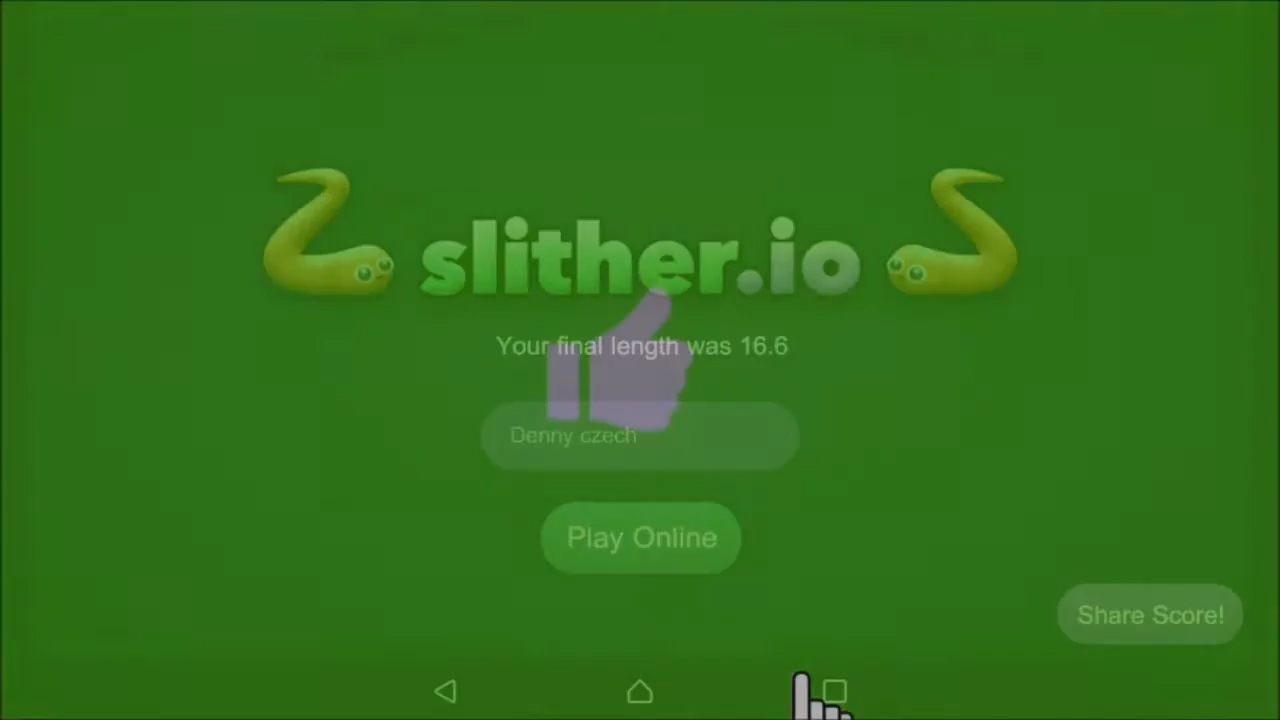 slither.io
Your final length was 16.6
Denny czech
Play Online
Share Score!